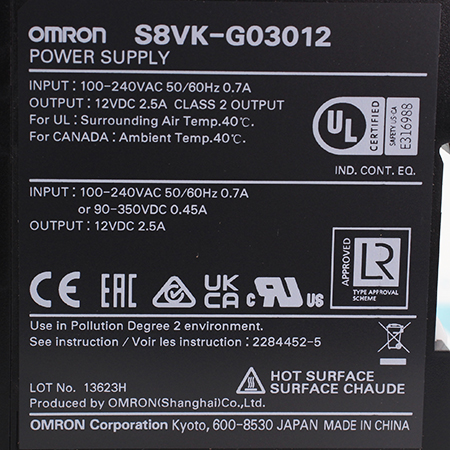 OMRON S8VK-G03012
POWER SUPPLY
INPUT : 100-240VAC 50/60Hz 0.7A
OUTPUT : 12VDC 2.5A CLASS 2 OUTPUT
For UL : Surrounding Air Temp.40℃.
For CANADA : Ambient Temp.40℃.
UL CERTIFIED SAFETY US-CA E316988
IND. CONT. EQ.
INPUT : 100-240VAC 50/60Hz 0.7A
or 90-350VDC 0.45A
OUTPUT : 12VDC 2.5A
APPROVED LR
TYPE APPROVAL
SCHEME
CE EAC UK CA c RU us
Use in Pollution Degree 2 environment.
See instruction / Voir les instruction : 2284452-5
LOT No. 13623H
HOT SURFACE
SURFACE CHAUDE
Produced by OMRON(Shanghai)Co.,Ltd.
OMRON Corporation Kyoto, 600-8530 JAPAN MADE IN CHINA